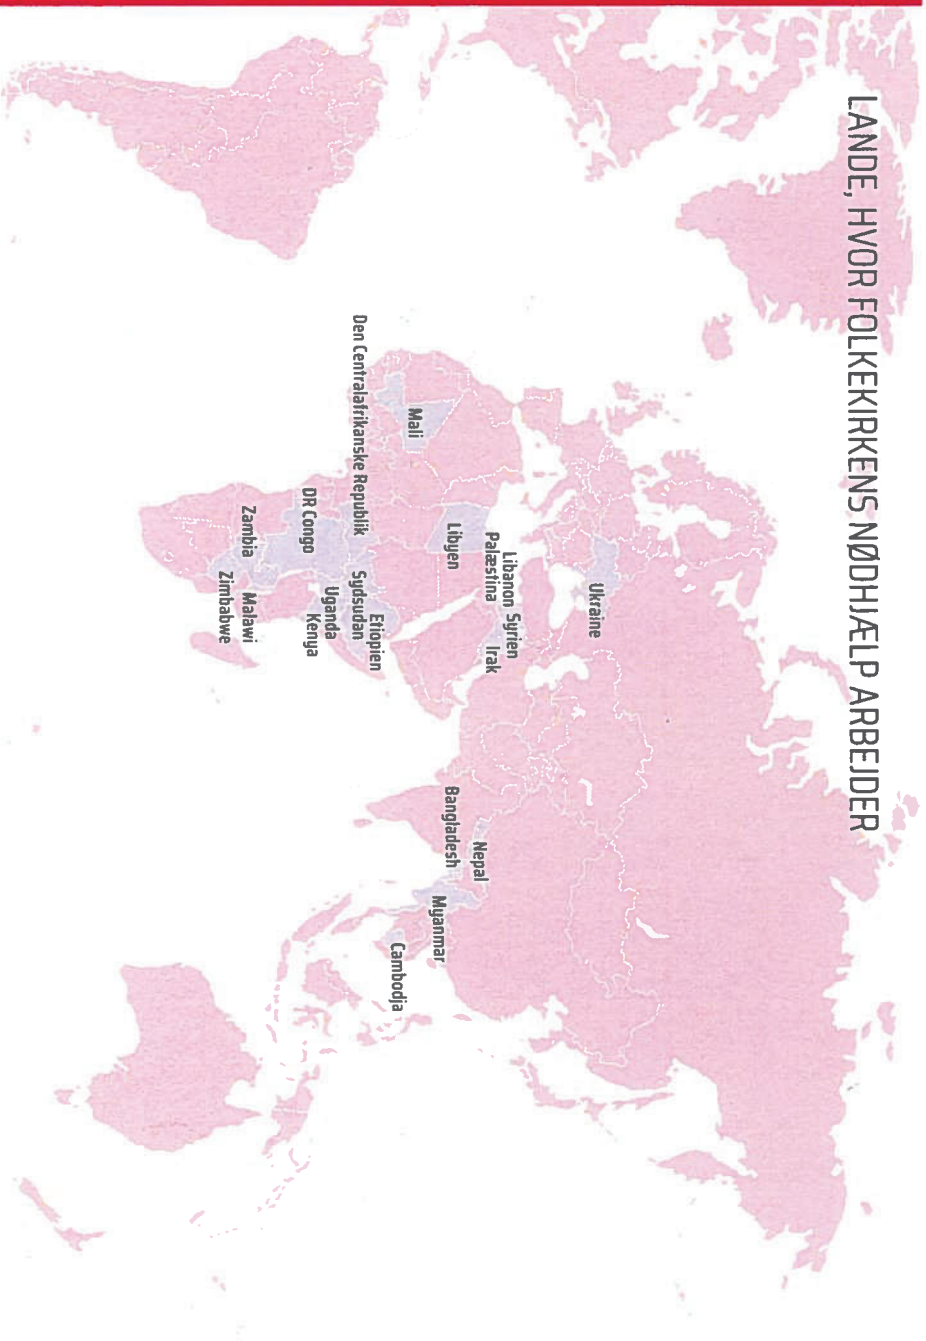 LANDE, HVOR FOLKEKIRKENS NØDHJÆLP ARBEJDER
Ukraine
Libanon Syrien
Palæstina
Irak
Libyen
Mali
Nepal
Bangladesh
Myanmar
Cambodja
Den Centralafrikanske Republik
Etiopien
Sydsudan
Uganda
Kenya
DR Congo
Zambia
Malawi
Zimbabwe